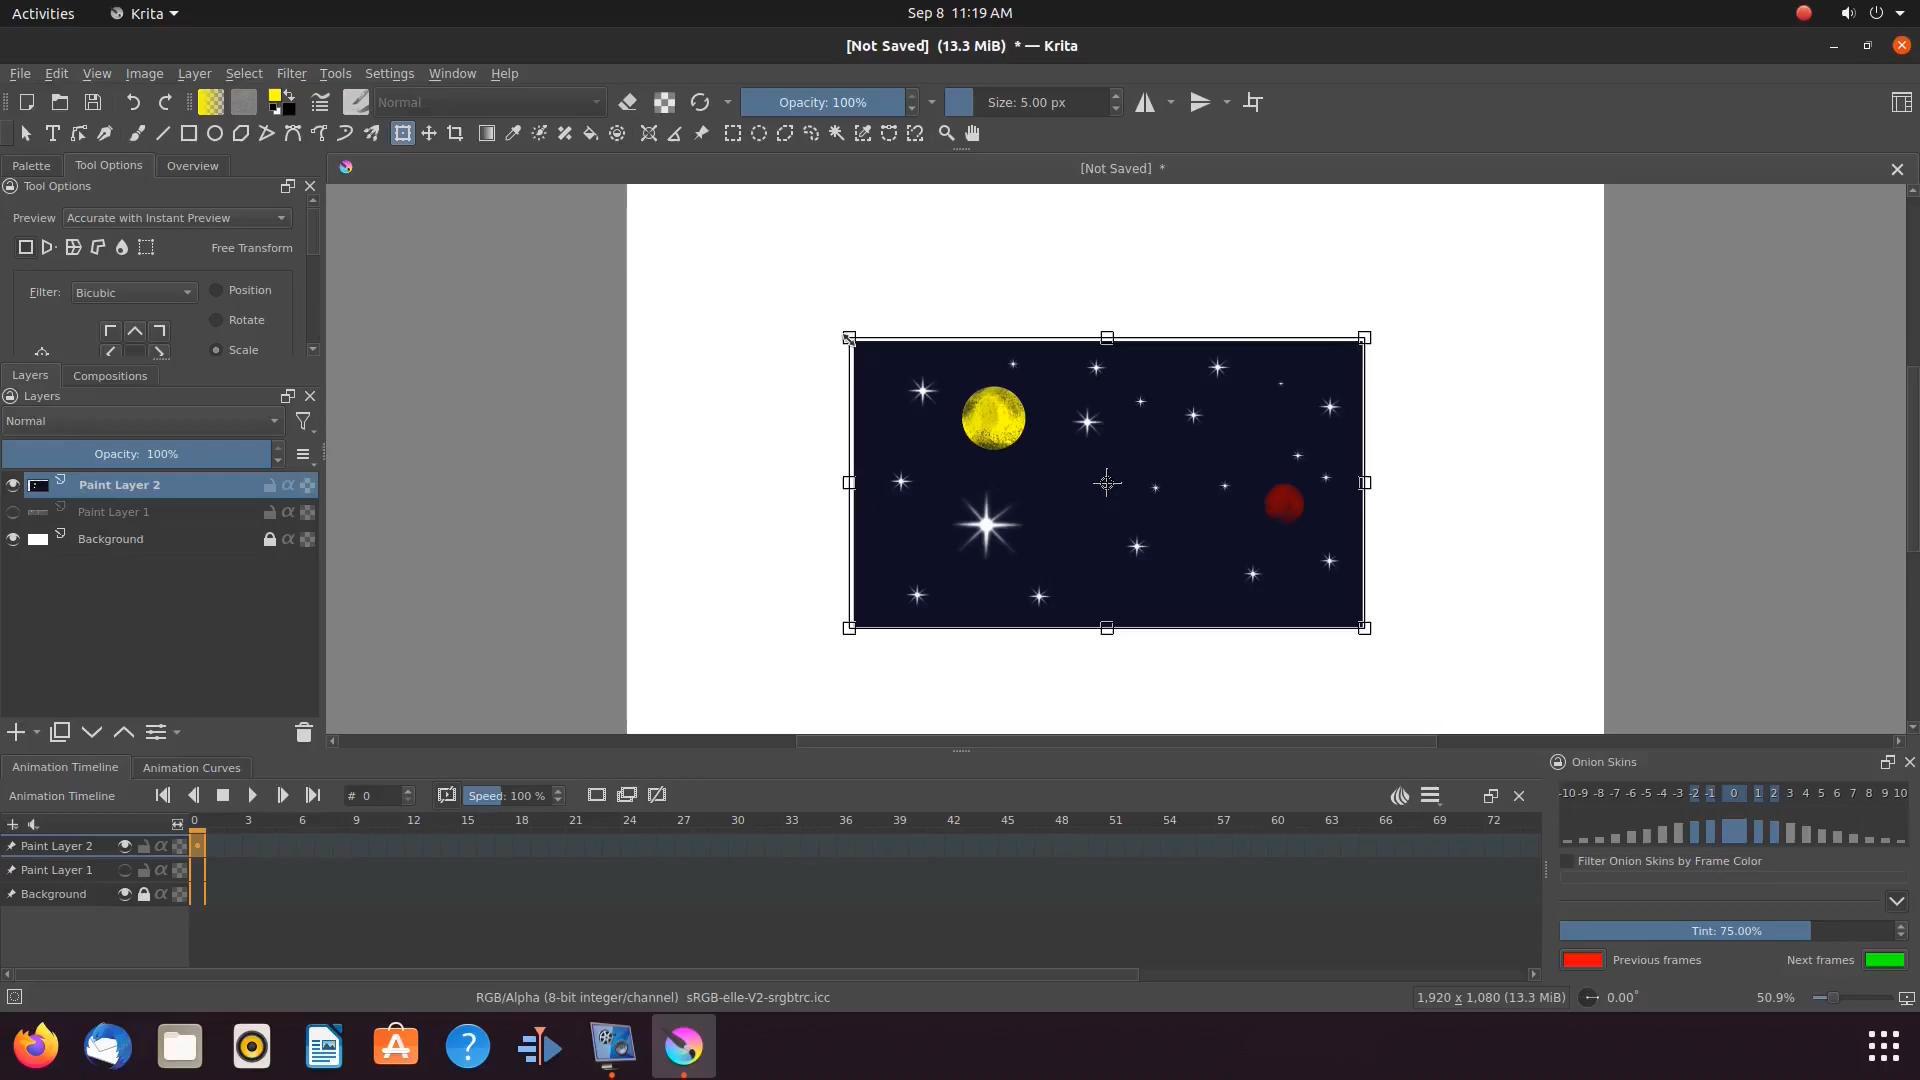 Activities Krita Sep 8 11:19 AM
[Not Saved] (13.3 MiB) * — Krita
File Edit View Image Layer Select Filter Tools Settings Window Help
Normal Opacity: 100% Size: 5.00 px
Palette Tool Options Overview [Not Saved] *
Tool Options
Preview Accurate with Instant Preview
Free Transform
Filter: Bicubic Position
Rotate
Scale
Layers Compositions
Layers
Normal
Opacity: 100%
Paint Layer 2
Paint Layer 1
Background
Animation Timeline Animation Curves Onion Skins
Animation Timeline # 0 Speed: 100 % -10 -9 -8 -7 -6 -5 -4 -3 -2 -1 0 1 2 3 4 5 6 7 8 9 10
0 3 6 9 12 15 18 21 24 27 30 33 36 39 42 45 48 51 54 57 60 63 66 69 72
Paint Layer 2
Filter Onion Skins by Frame Color
Paint Layer 1
Background
Tint: 75.00%
Previous frames Next frames
RGB/Alpha (8-bit integer/channel) sRGB-elle-V2-srgbtrc.icc 1,920 x 1,080 (13.3 MiB) 0.00° 50.9%